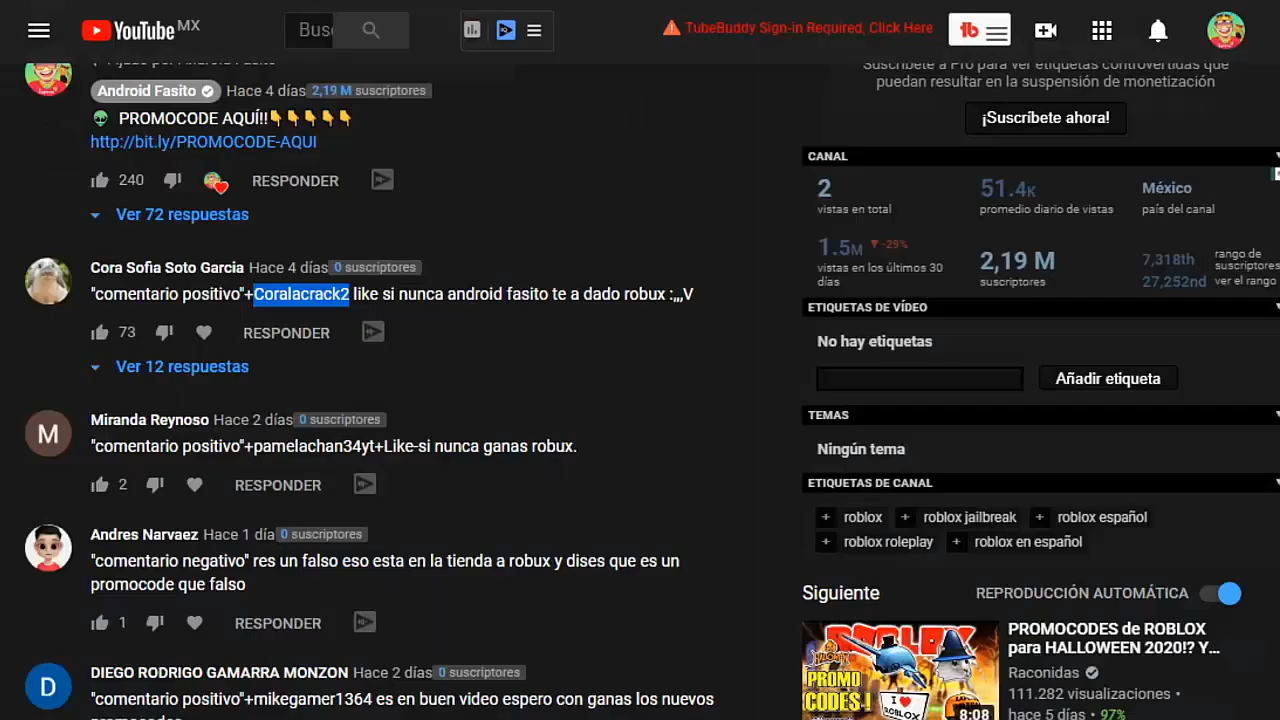 YouTube MX
Busc
TubeBuddy Sign-in Required, Click Here
tb
Android Fasito Hace 4 días 2,19 M suscriptores
PROMOCODE AQUÍ!!
http://bit.ly/PROMOCODE-AQUI
240 RESPONDER
Ver 72 respuestas
Cora Sofia Soto Garcia Hace 4 días 0 suscriptores
"comentario positivo"+Coralacrack2 like si nunca android fasito te a dado robux :,,,V
73 RESPONDER
Ver 12 respuestas
Miranda Reynoso Hace 2 días 0 suscriptores
"comentario positivo"+pamelachan34yt+Like-si nunca ganas robux.
2 RESPONDER
M
Andres Narvaez Hace 1 día 0 suscriptores
"comentario negativo" res un falso eso esta en la tienda a robux y dises que es un
promocode que falso
1 RESPONDER
D
DIEGO RODRIGO GAMARRA MONZON Hace 2 días 0 suscriptores
"comentario positivo"+mikegamer1364 es en buen video espero con ganas los nuevos
promocodes
Suscríbete a Pro para ver etiquetas controvertidas que
puedan resultar en la suspensión de monetización
¡Suscríbete ahora!
CANAL
2 51.4K México
vistas en total promedio diario de vistas país del canal
1.5M -29% 2,19 M 7,318th rango de suscriptores
vistas en los últimos 30 días suscriptores 27,252nd ver el rango
ETIQUETAS DE VÍDEO
No hay etiquetas
Añadir etiqueta
TEMAS
Ningún tema
ETIQUETAS DE CANAL
+ roblox + roblox jailbreak + roblox español
+ roblox roleplay + roblox en español
Siguiente REPRODUCCIÓN AUTOMÁTICA
ROBLOX
PROMO
CODES!
I
ROBLOX
8:08
PROMOCODES de ROBLOX
para HALLOWEEN 2020!? Y...
Raconidas
111.282 visualizaciones •
hace 5 días • 97%